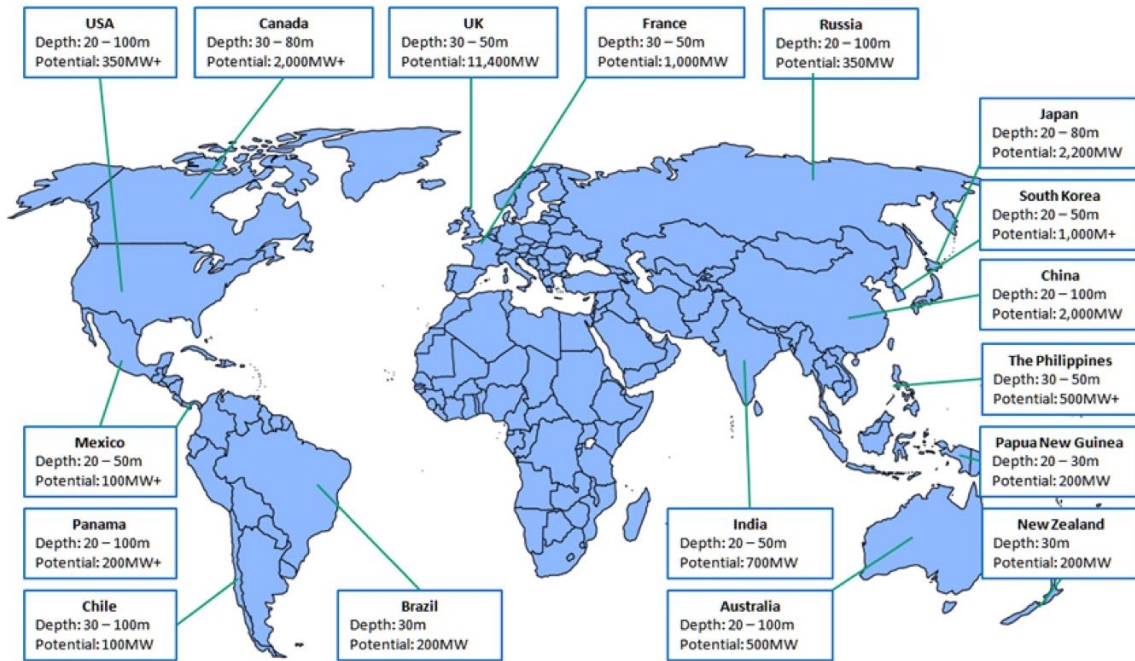 USA
Depth: 20 – 100m
Potential: 350MW+
Canada
Depth: 30 – 80m
Potential: 2,000MW+
UK
Depth: 30 – 50m
Potential: 11,400MW
France
Depth: 30 – 50m
Potential: 1,000MW
Russia
Depth: 20 – 100m
Potential: 350MW
Japan
Depth: 20 – 80m
Potential: 2,200MW
South Korea
Depth: 20 – 50m
Potential: 1,000M+
China
Depth: 20 – 100m
Potential: 2,000MW
The Philippines
Depth: 30 – 50m
Potential: 500MW+
Mexico
Depth: 20 – 50m
Potential: 100MW+
Papua New Guinea
Depth: 20 – 30m
Potential: 200MW
Panama
Depth: 20 – 100m
Potential: 200MW+
India
Depth: 20 – 50m
Potential: 700MW
New Zealand
Depth: 30m
Potential: 200MW
Chile
Depth: 30 – 100m
Potential: 100MW
Brazil
Depth: 30m
Potential: 200MW
Australia
Depth: 20 – 100m
Potential: 500MW